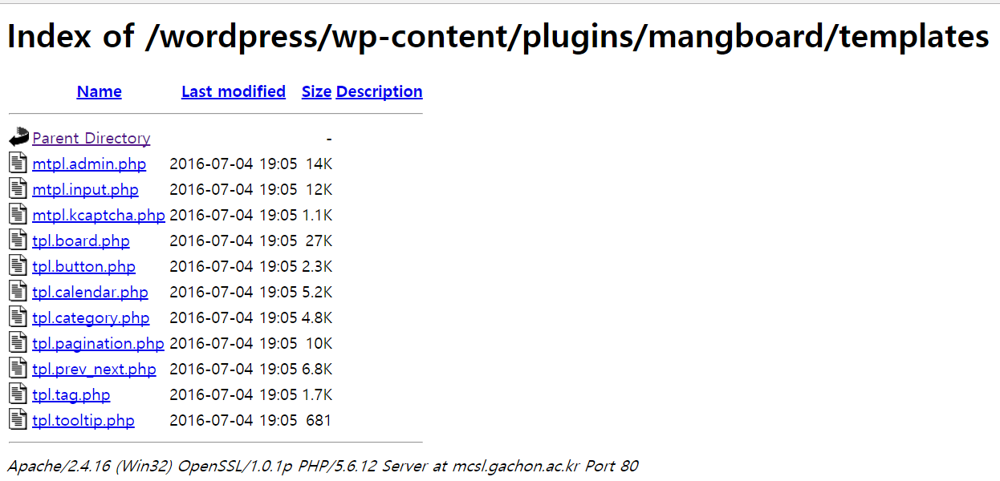 Index of /wordpress/wp-content/plugins/mangboard/templates
Name Last modified Size Description
Parent Directory -
mtpl.admin.php 2016-07-04 19:05 14K
mtpl.input.php 2016-07-04 19:05 12K
mtpl.kcaptcha.php 2016-07-04 19:05 1.1K
tpl.board.php 2016-07-04 19:05 27K
tpl.button.php 2016-07-04 19:05 2.3K
tpl.calendar.php 2016-07-04 19:05 5.2K
tpl.category.php 2016-07-04 19:05 4.8K
tpl.pagination.php 2016-07-04 19:05 10K
tpl.prev_next.php 2016-07-04 19:05 6.8K
tpl.tag.php 2016-07-04 19:05 1.7K
tpl.tooltip.php 2016-07-04 19:05 681
Apache/2.4.16 (Win32) OpenSSL/1.0.1p PHP/5.6.12 Server at mcsl.gachon.ac.kr Port 80